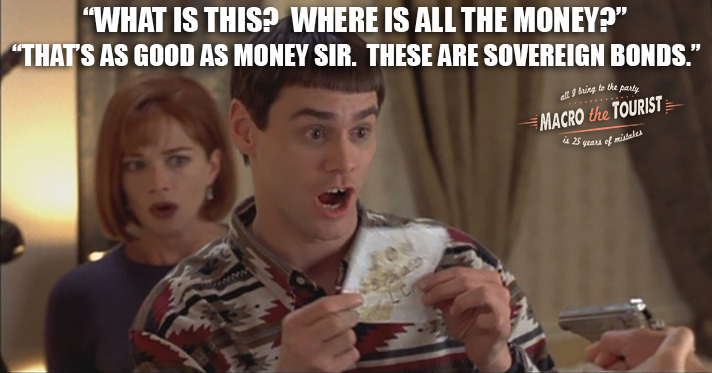 “WHAT IS THIS?  WHERE IS ALL THE MONEY?”
“THAT’S AS GOOD AS MONEY SIR.  THESE ARE SOVEREIGN BONDS.”
all I bring to the party
MACRO the TOURIST
is 25 years of mistakes